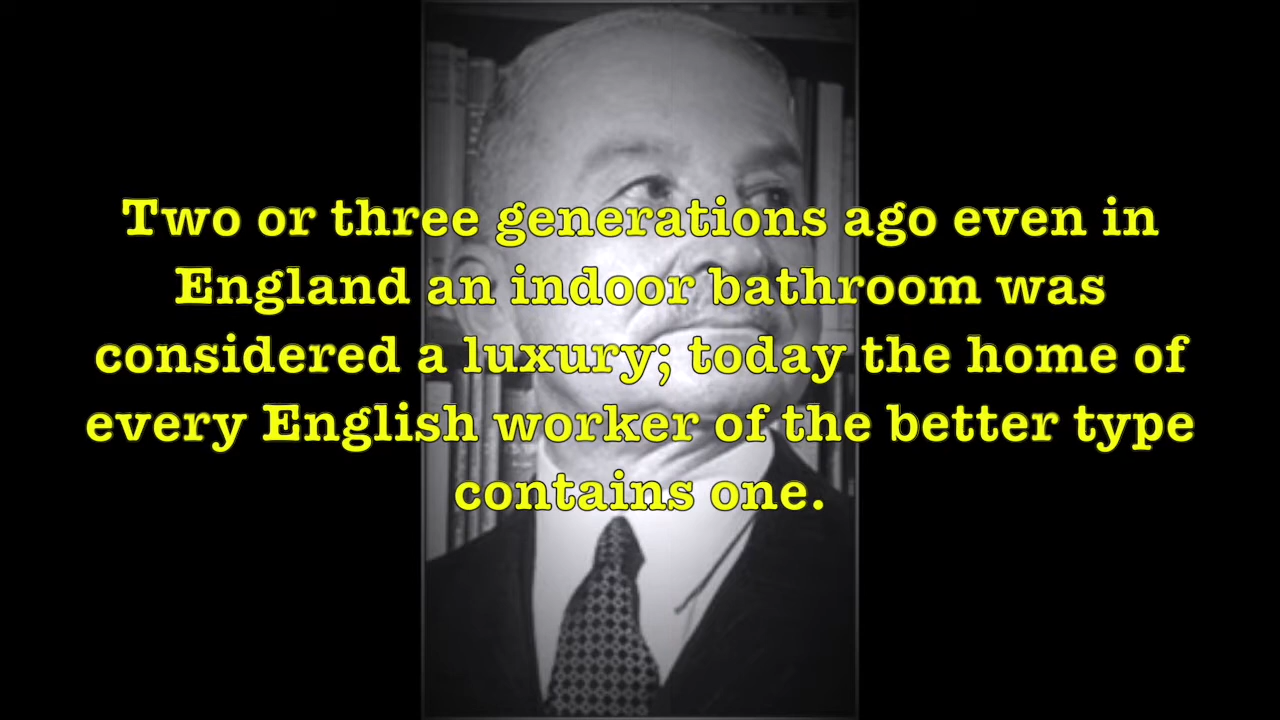 Two or three generations ago even in
England an indoor bathroom was
considered a luxury; today the home of
every English worker of the better type
contains one.